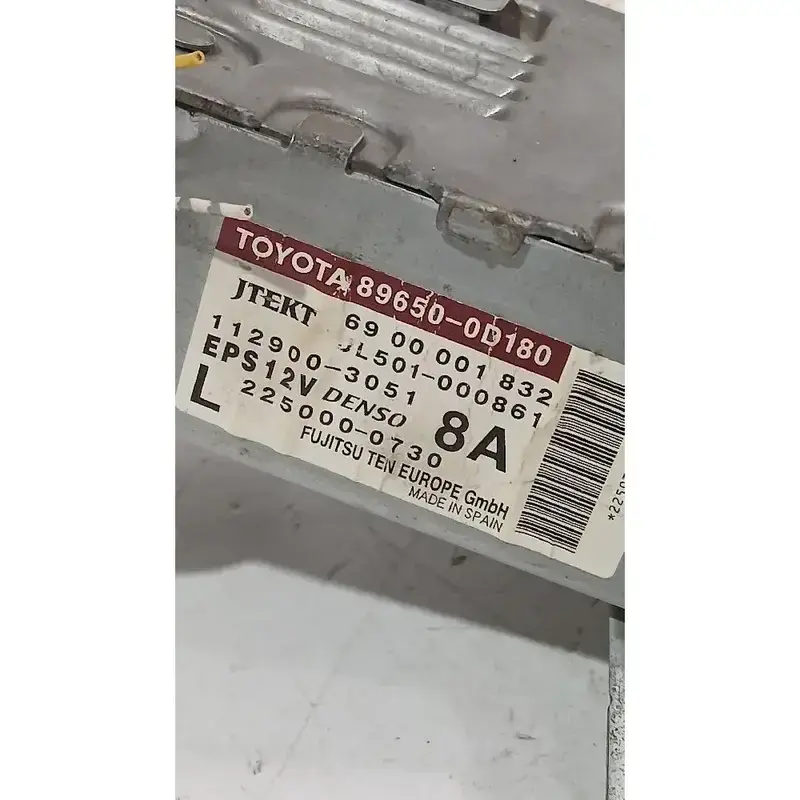 TOYOTA 89650-0D180
JTEKT 69 00 001 832
JL501-000861
112900-3051
EPS12V DENSO 8A
L 225000-0730
FUJITSU TEN EUROPE GmbH
MADE IN SPAIN